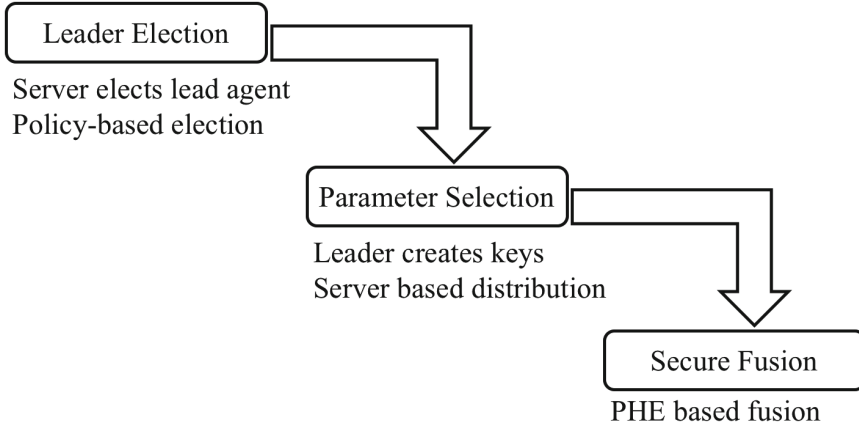 Leader Election
Server elects lead agent
Policy-based election
Parameter Selection
Leader creates keys
Server based distribution
Secure Fusion
PHE based fusion